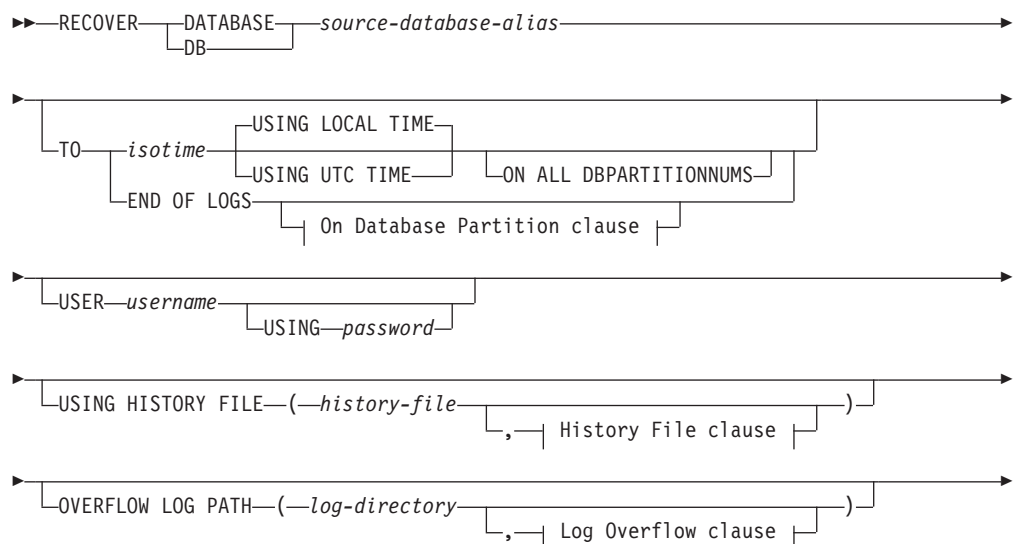 RECOVER DATABASE source-database-alias
DB
USING LOCAL TIME
TO isotime USING UTC TIME ON ALL DBPARTITIONNUMS
END OF LOGS
On Database Partition clause
USER username
USING password
USING HISTORY FILE ( history-file )
, History File clause
OVERFLOW LOG PATH ( log-directory )
, Log Overflow clause